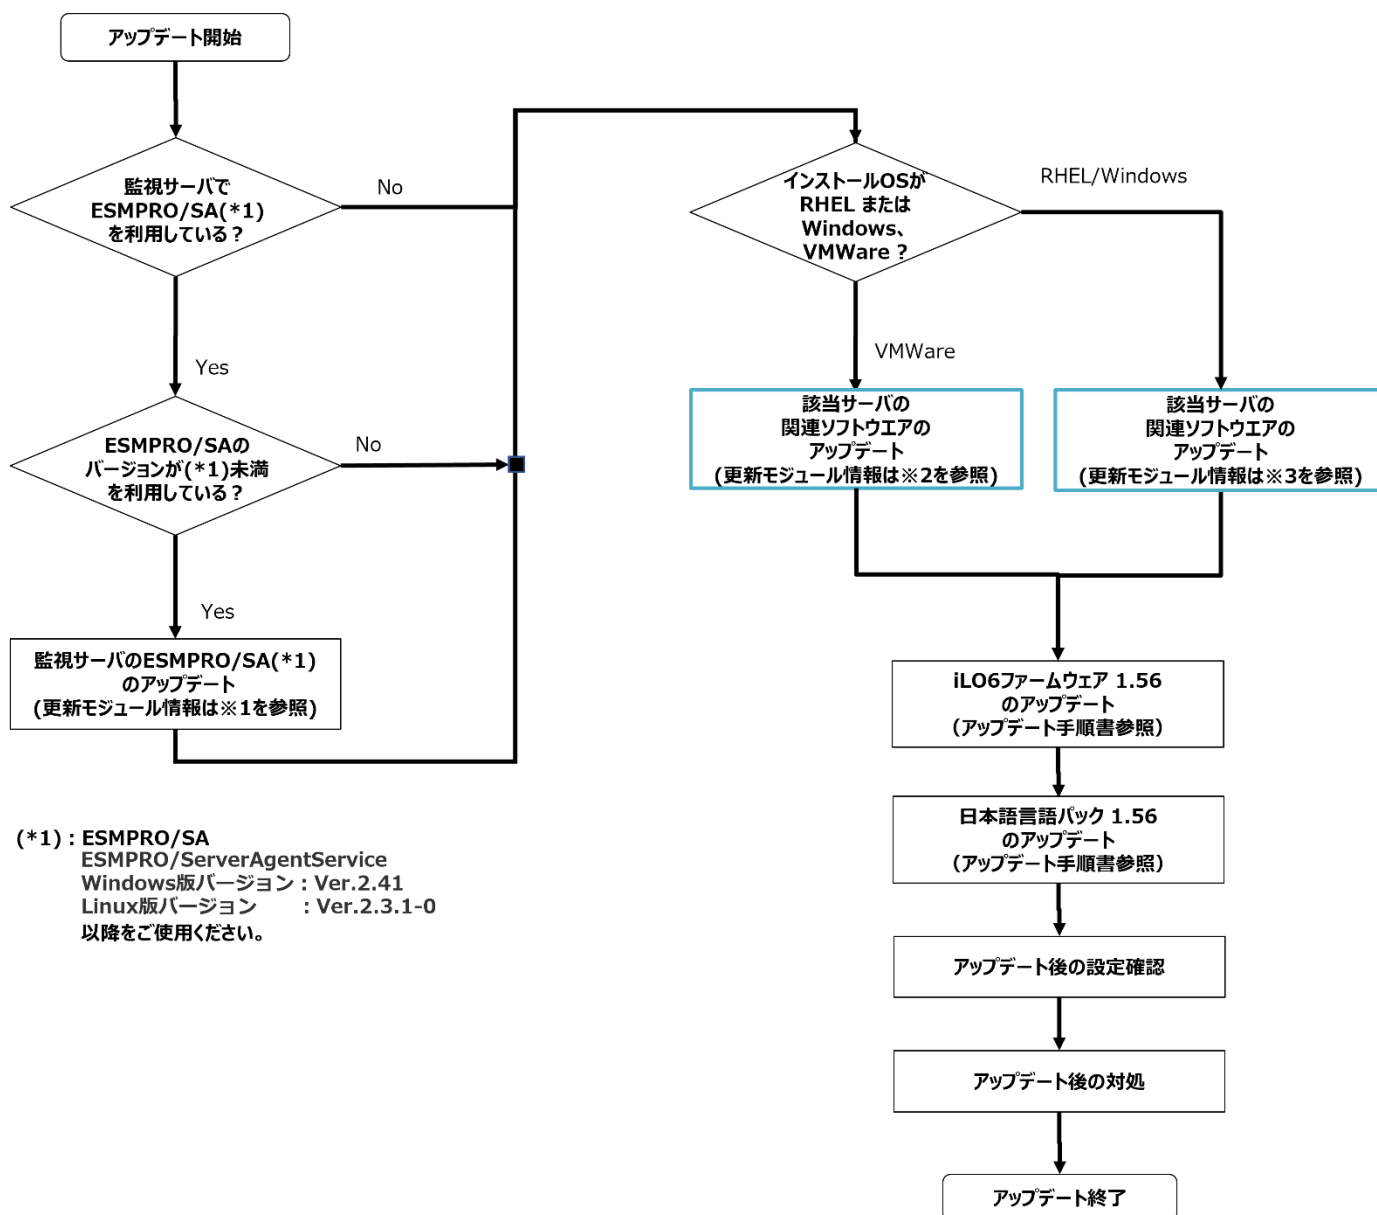 アップデート開始
監視サーバで
ESMPRO/SA(*1)
を利用している？
No
Yes
ESMPRO/SAの
バージョンが(*1)未満
を利用している？
No
Yes
監視サーバのESMPRO/SA(*1)
のアップデート
(更新モジュール情報は※1を参照)
(*1)：ESMPRO/SA
ESMPRO/ServerAgentService
Windows版バージョン：Ver.2.41
Linux版バージョン　　：Ver.2.3.1-0
以降をご使用ください。
インストールOSが
RHEL または
Windows、
VMWare？
RHEL/Windows
VMWare
該当サーバの
関連ソフトウエアの
アップデート
(更新モジュール情報は※2を参照)
該当サーバの
関連ソフトウエアの
アップデート
(更新モジュール情報は※3を参照)
iLO6ファームウェア 1.56
のアップデート
（アップデート手順書参照）
日本語言語パック 1.56
のアップデート
（アップデート手順書参照）
アップデート後の設定確認
アップデート後の対処
アップデート終了